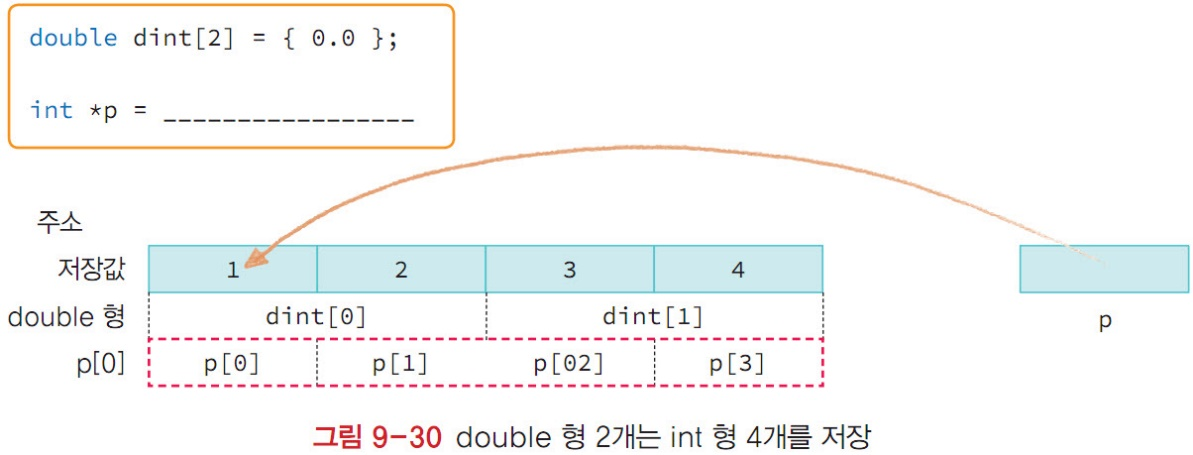 double dint[2] = { 0.0 };
int *p = _________________
주소
저장값 1 2 3 4
double 형 dint[0] dint[1] p
p[0] p[0] p[1] p[02] p[3]
그림 9-30 double 형 2개는 int 형 4개를 저장